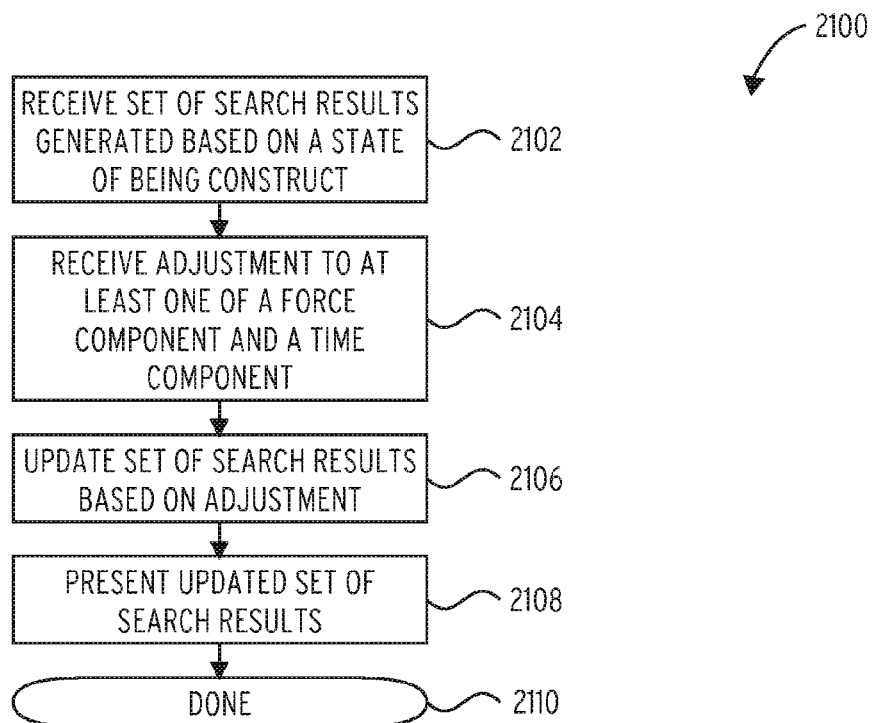 2100
RECEIVE SET OF SEARCH RESULTS
GENERATED BASED ON A STATE
OF BEING CONSTRUCT
2102
RECEIVE ADJUSTMENT TO AT
LEAST ONE OF A FORCE
COMPONENT AND A TIME
COMPONENT
2104
UPDATE SET OF SEARCH RESULTS
BASED ON ADJUSTMENT
2106
PRESENT UPDATED SET OF
SEARCH RESULTS
2108
DONE
2110